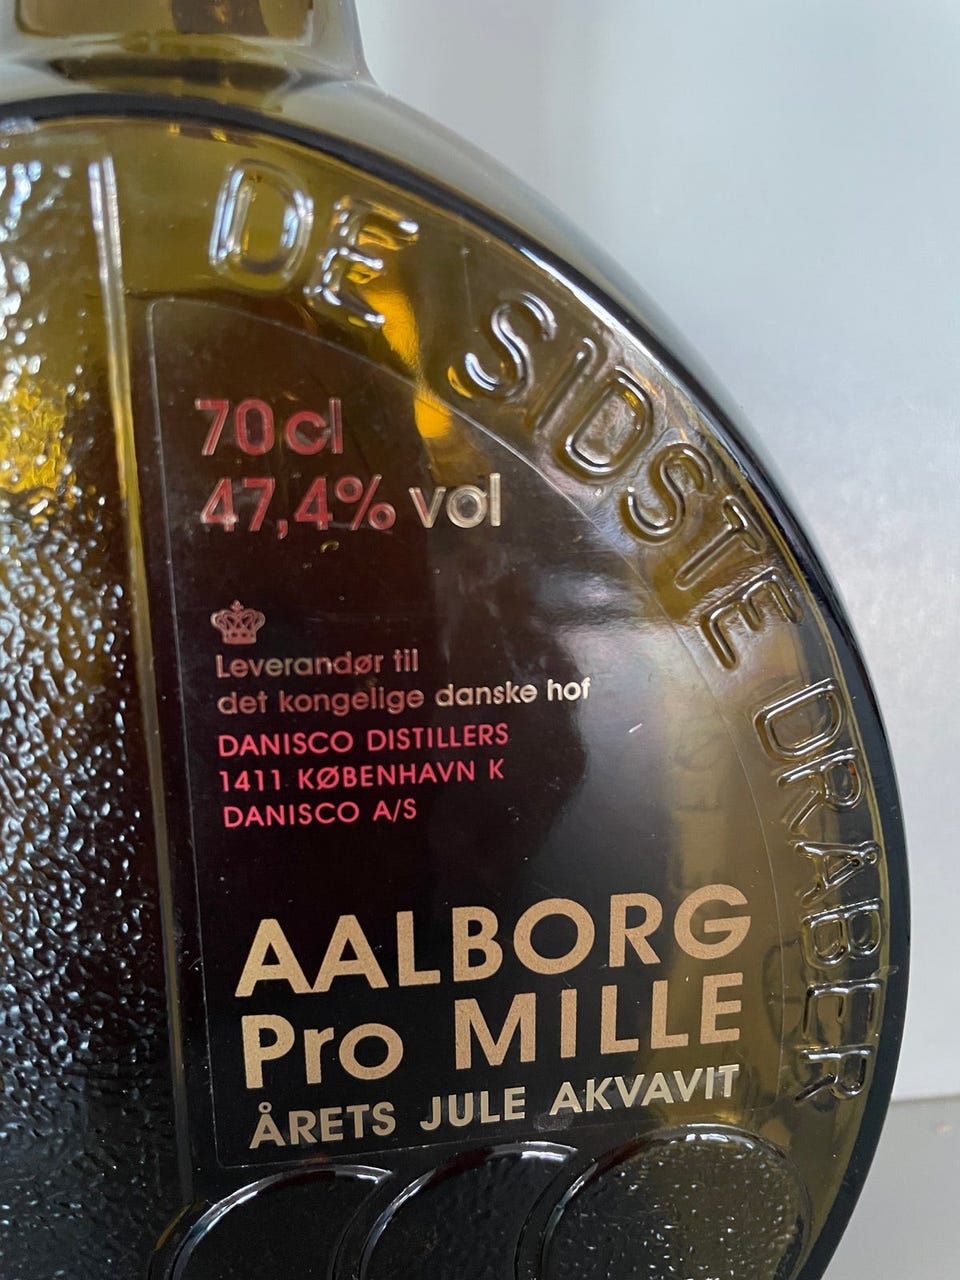 DE SIDSTE DRÅBER
70 cl
47,4% vol
Leverandør til
det kongelige danske hof
DANISCO DISTILLERS
1411 KØBENHAVN K
DANISCO A/S
AALBORG
Pro MILLE
ÅRETS JULE AKVAVIT